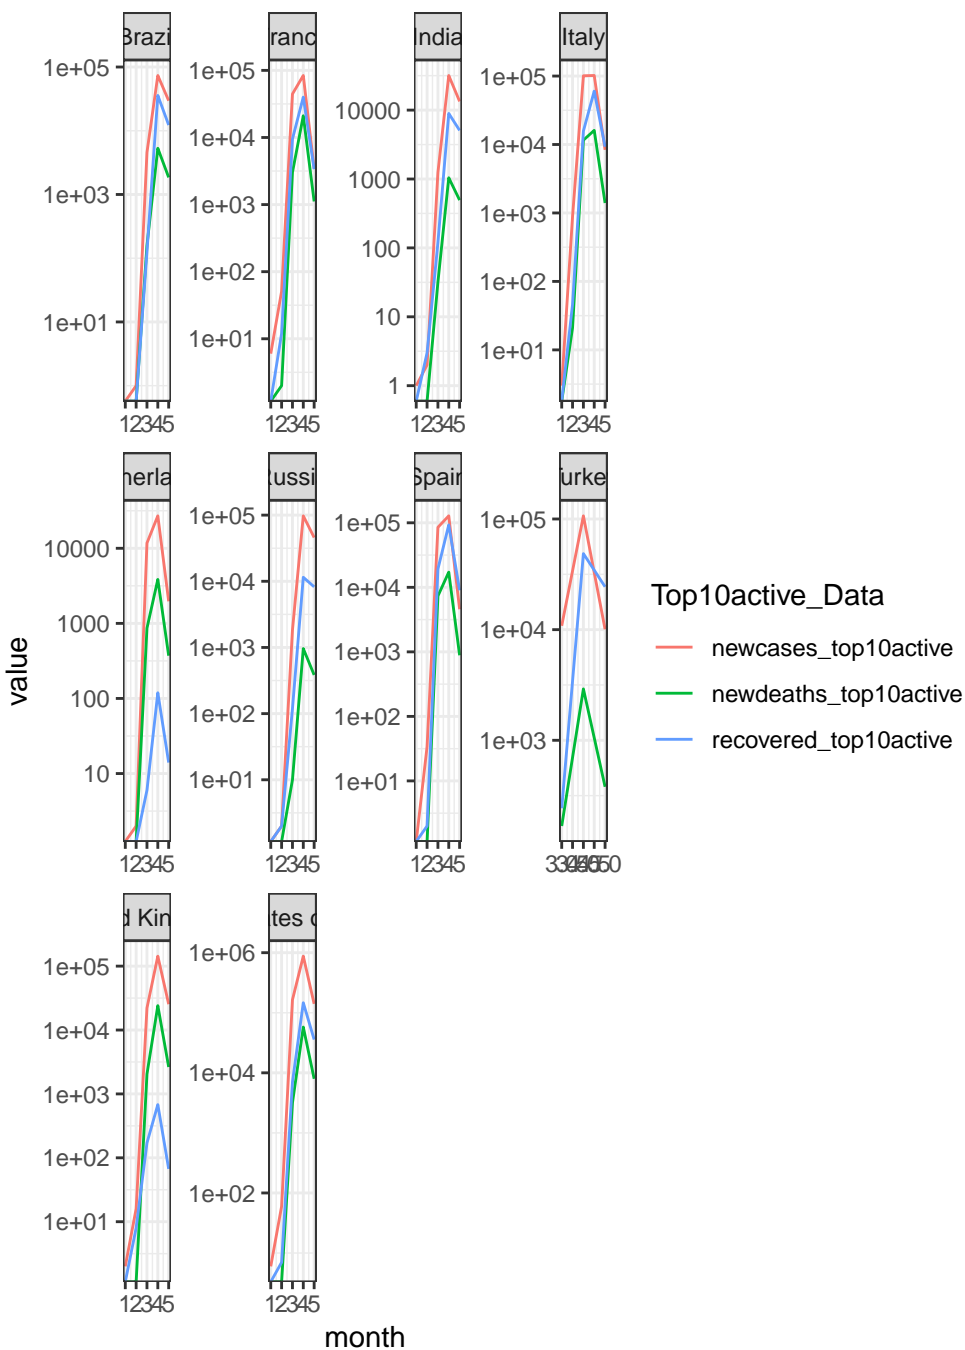 Brazi
ranc
India
Italy
1e+05
1e+03
1e+01
1e+05
1e+04
1e+03
1e+02
1e+01
10000
1000
100
10
1
1e+05
1e+04
1e+03
1e+02
1e+01
12345
12345
12345
12345
herla
Russi
Spain
urke
10000
1000
100
10
1e+05
1e+04
1e+03
1e+02
1e+01
1e+05
1e+04
1e+03
1e+02
1e+01
1e+05
1e+04
1e+03
12345
12345
12345
value
Top10active_Data
newcases_top10active
newdeaths_top10active
recovered_top10active
d Kin
tes o
1e+05
1e+04
1e+03
1e+02
1e+01
1e+06
1e+04
1e+02
12345
12345
month